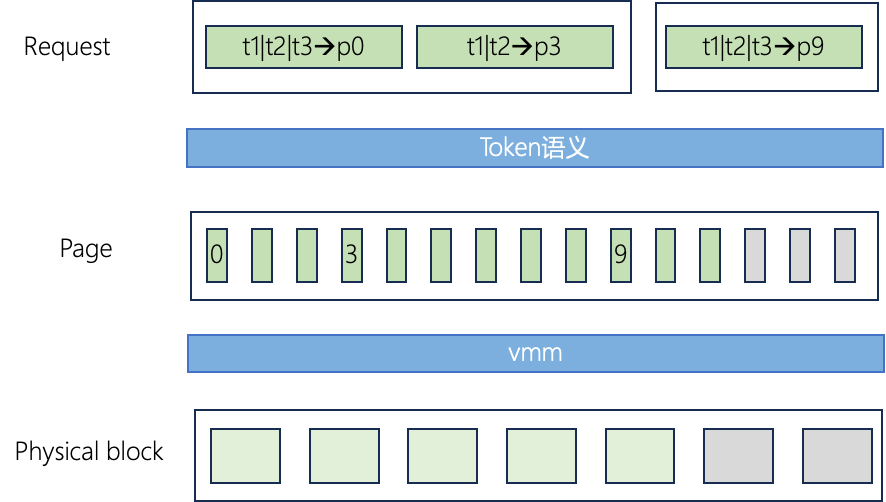 Request
t1|t2|t3→p0
t1|t2→p3
t1|t2|t3→p9
Token语义
Page
0
3
9
vmm
Physical block